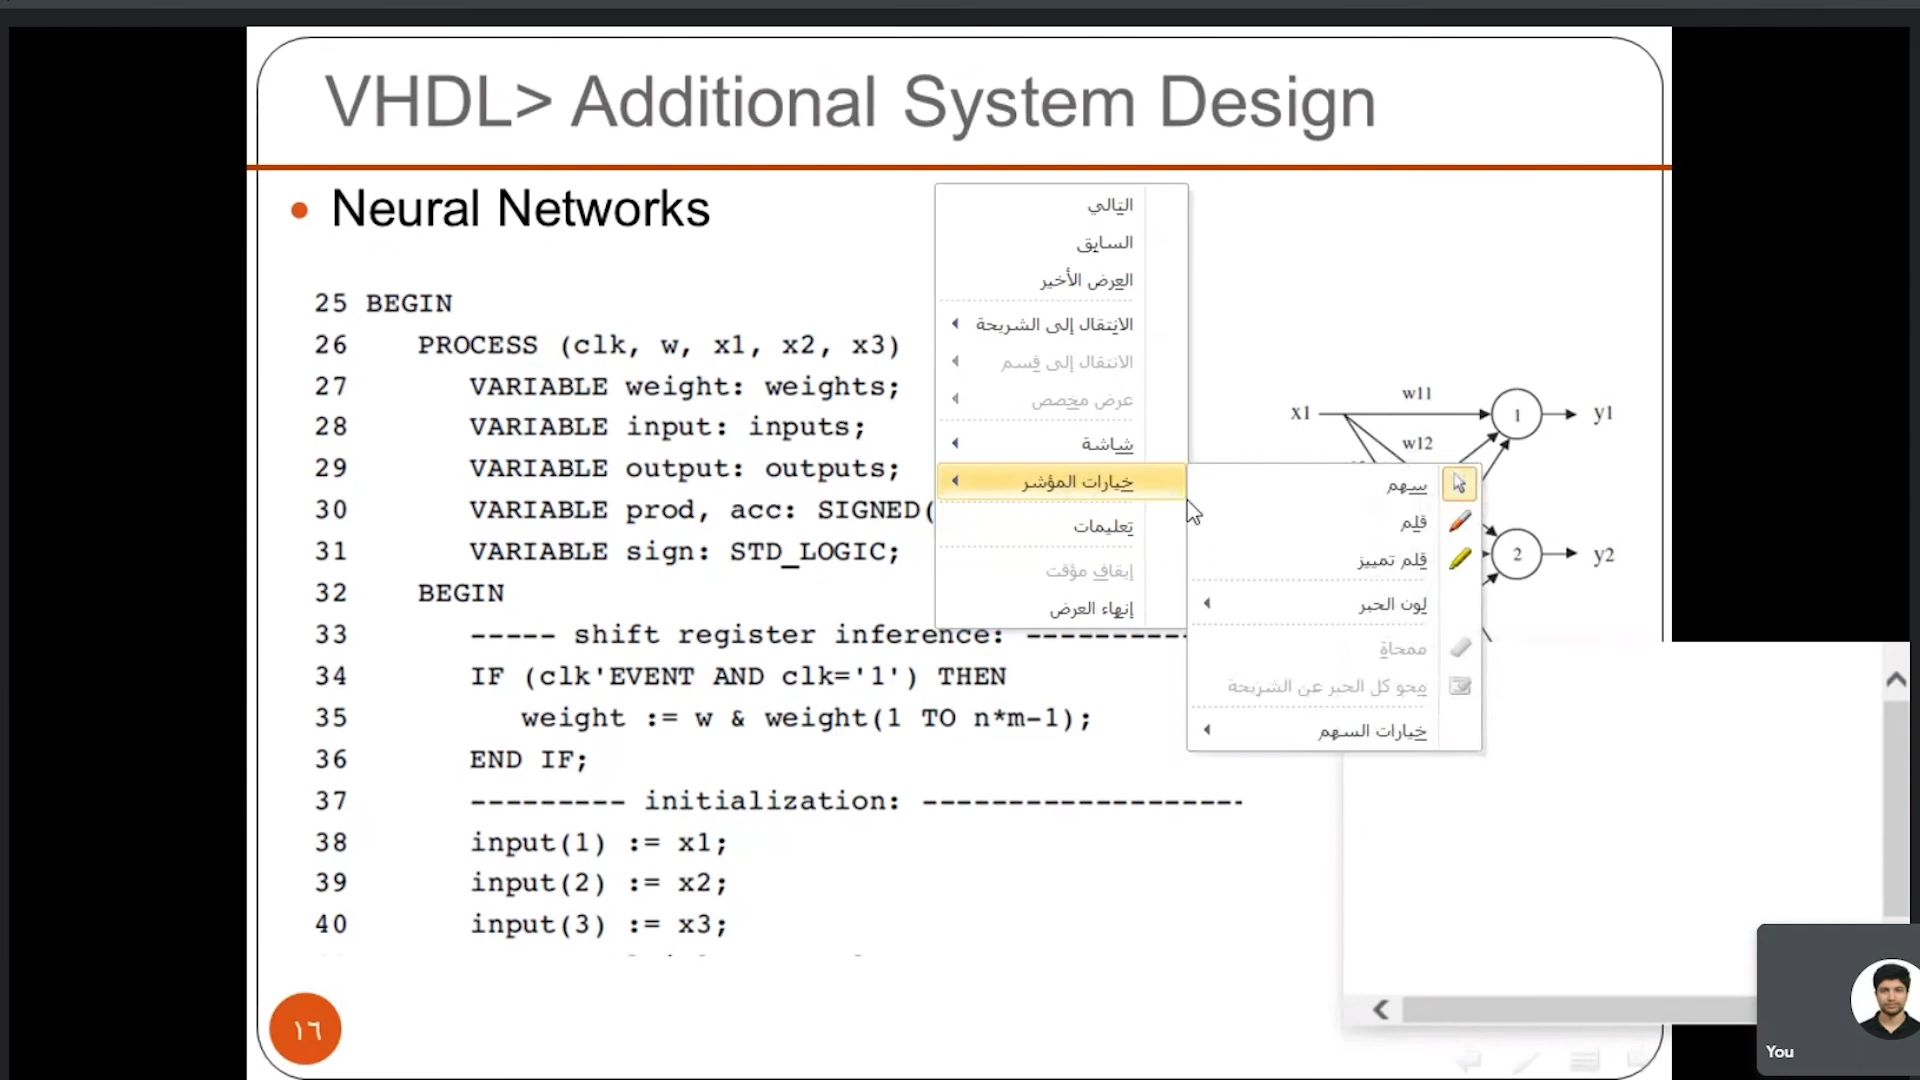 VHDL> Additional System Design
• Neural Networks
25 BEGIN
26 PROCESS (clk, w, x1, x2, x3)
27 VARIABLE weight: weights;
28 VARIABLE input: inputs;
29 VARIABLE output: outputs;
30 VARIABLE prod, acc: SIGNED(
31 VARIABLE sign: STD_LOGIC;
32 BEGIN
33 ----- shift register inference: ----------
34 IF (clk'EVENT AND clk='1') THEN
35 weight := w & weight(1 TO n*m-1);
36 END IF;
37 --------- initialization: -------------------
38 input(1) := x1;
39 input(2) := x2;
40 input(3) := x3;
التالي
السابق
العرض الأخير
الانتقال إلى الشريحة
الانتقال إلى قسم
عرض مخصص
شاشة
خيارات المؤشر
تعليمات
إيقاف مؤقت
إنهاء العرض
سهم
قلم
قلم تمييز
لون الحبر
ممحاة
محو كل الحبر عن الشريحة
خيارات السهم
x1 w11 1 y1
w12
2 y2
١٦
You